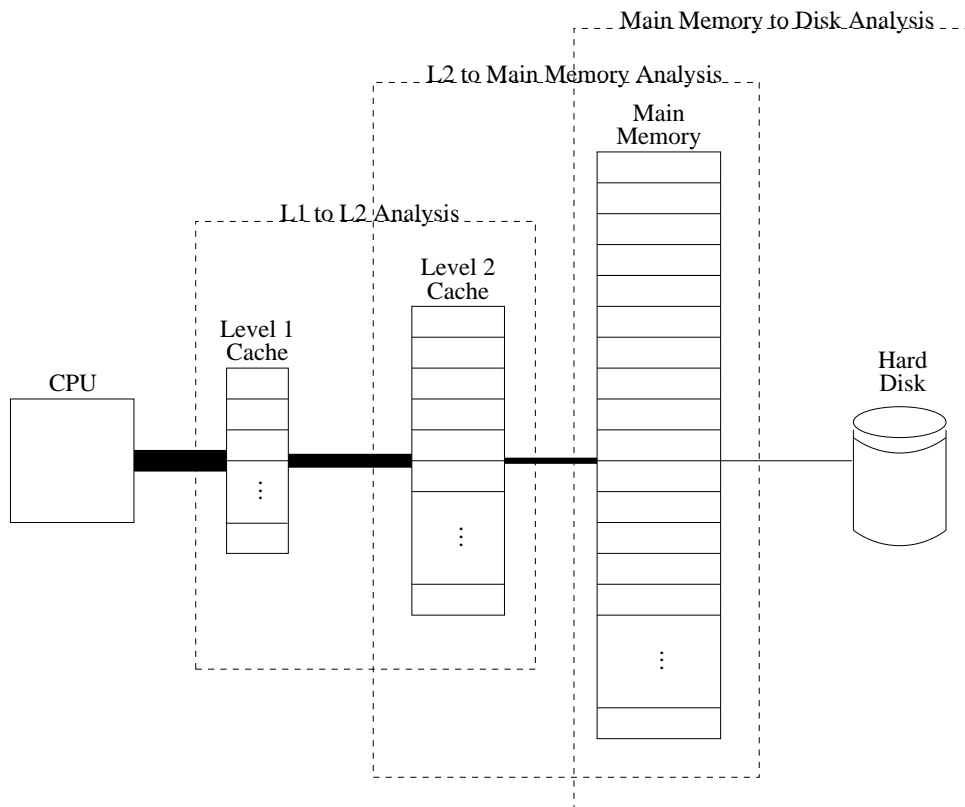 Main Memory to Disk Analysis
L2 to Main Memory Analysis
Main
Memory
L1 to L2 Analysis
Level 2
Cache
Level 1
Cache
CPU
Hard
Disk